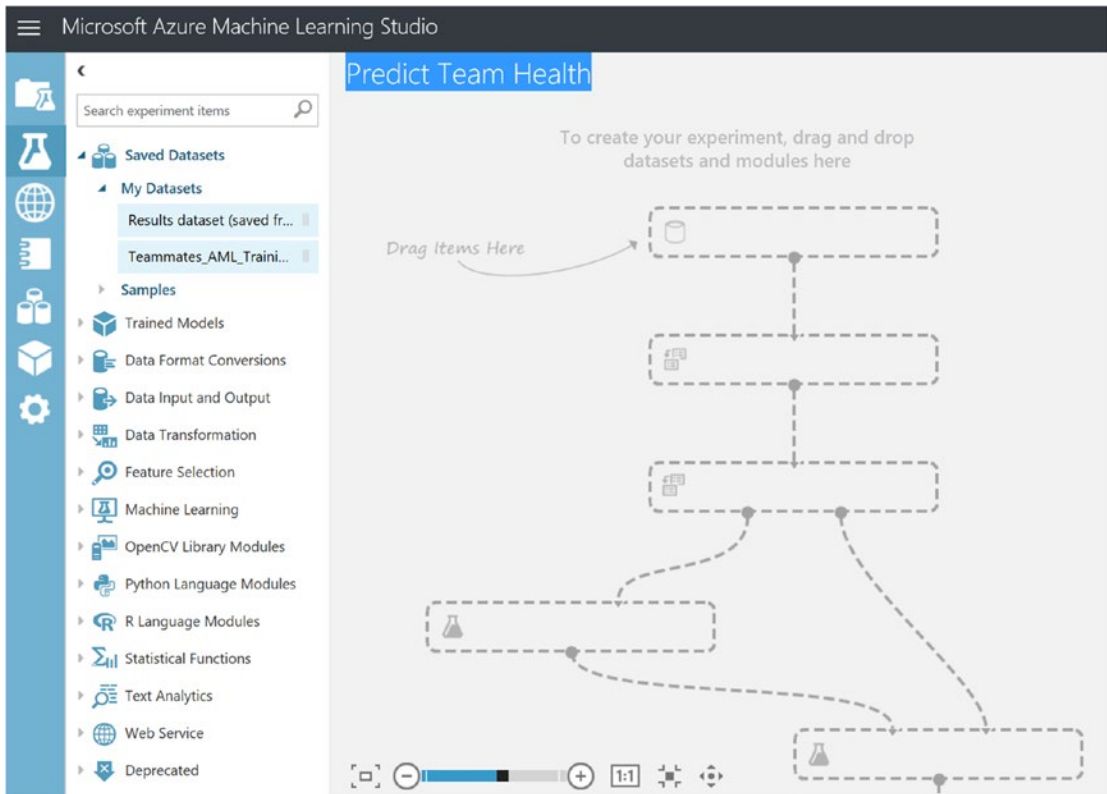 Microsoft Azure Machine Learning Studio
Search experiment items
Saved Datasets
My Datasets
Results dataset (saved fr...
Teammates_AML_Traini...
Samples
Trained Models
Data Format Conversions
Data Input and Output
Data Transformation
Feature Selection
Machine Learning
OpenCV Library Modules
Python Language Modules
R Language Modules
Statistical Functions
Text Analytics
Web Service
Deprecated
Predict Team Health
To create your experiment, drag and drop
datasets and modules here
Drag Items Here
1:1